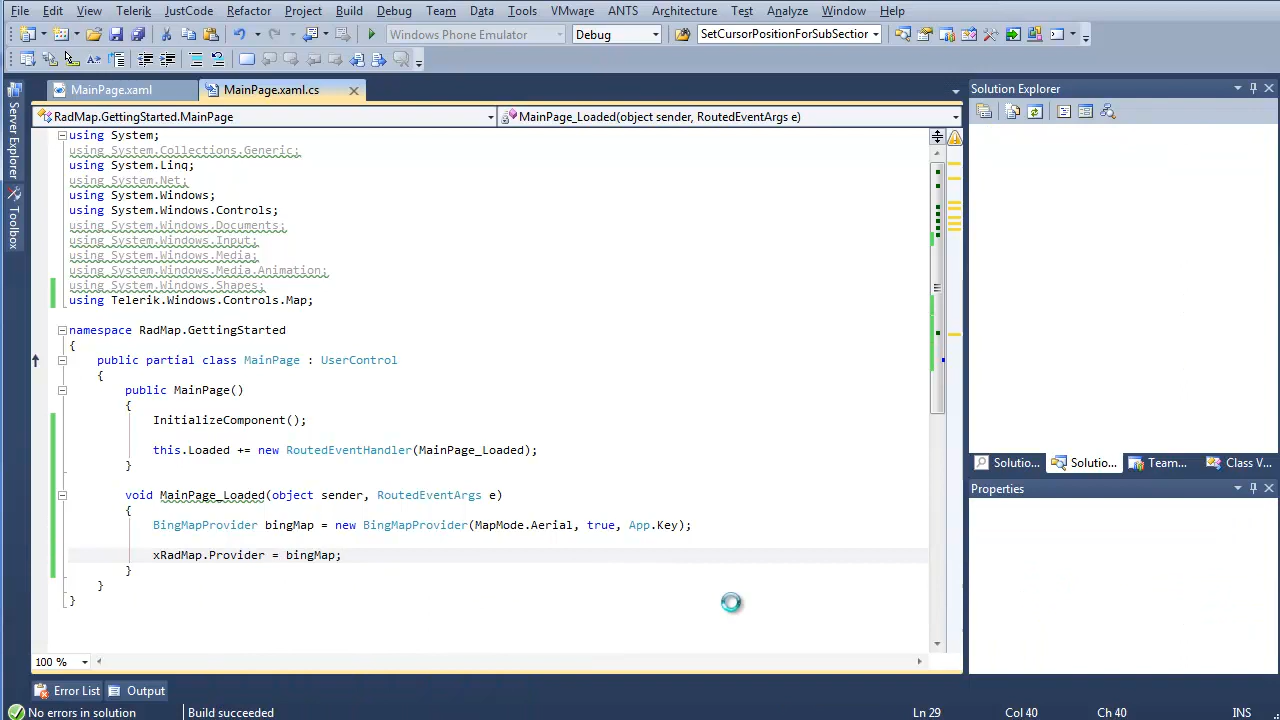 File Edit View Telerik JustCode Refactor Project Build Debug Team Data Tools VMware ANTS Architecture Test Analyze Window Help
Windows Phone Emulator Debug SetCursorPositionForSubSection
MainPage.xaml MainPage.xaml.cs
RadMap.GettingStarted.MainPage MainPage_Loaded(object sender, RoutedEventArgs e)
Server Explorer
Toolbox
using System;
using System.Collections.Generic;
using System.Linq;
using System.Net;
using System.Windows;
using System.Windows.Controls;
using System.Windows.Documents;
using System.Windows.Input;
using System.Windows.Media;
using System.Windows.Media.Animation;
using System.Windows.Shapes;
using Telerik.Windows.Controls.Map;
namespace RadMap.GettingStarted
{
public partial class MainPage : UserControl
{
public MainPage()
{
InitializeComponent();
this.Loaded += new RoutedEventHandler(MainPage_Loaded);
}
void MainPage_Loaded(object sender, RoutedEventArgs e)
{
BingMapProvider bingMap = new BingMapProvider(MapMode.Aerial, true, App.Key);
xRadMap.Provider = bingMap;
}
}
}
100 %
Solution Explorer
Solutio... Solutio... Team... Class V...
Properties
Error List Output
No errors in solution Build succeeded Ln 29 Col 40 Ch 40 INS